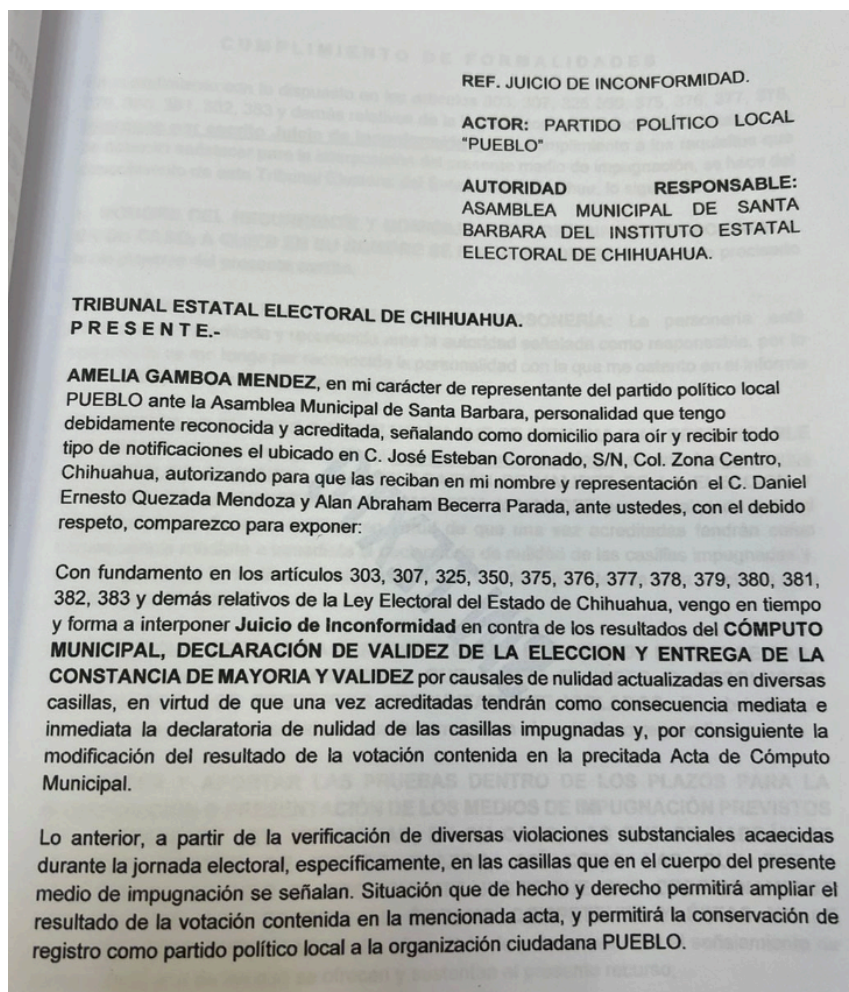 REF. JUICIO DE INCONFORMIDAD.
ACTOR: PARTIDO POLÍTICO LOCAL
"PUEBLO"
AUTORIDAD RESPONSABLE:
ASAMBLEA MUNICIPAL DE SANTA
BARBARA DEL INSTITUTO ESTATAL
ELECTORAL DE CHIHUAHUA.
TRIBUNAL ESTATAL ELECTORAL DE CHIHUAHUA.
P R E S E N T E.-
AMELIA GAMBOA MENDEZ, en mi carácter de representante del partido político local
PUEBLO ante la Asamblea Municipal de Santa Barbara, personalidad que tengo
debidamente reconocida y acreditada, señalando como domicilio para oír y recibir todo
tipo de notificaciones el ubicado en C. José Esteban Coronado, S/N, Col. Zona Centro,
Chihuahua, autorizando para que las reciban en mi nombre y representación el C. Daniel
Ernesto Quezada Mendoza y Alan Abraham Becerra Parada, ante ustedes, con el debido
respeto, comparezco para exponer:
Con fundamento en los artículos 303, 307, 325, 350, 375, 376, 377, 378, 379, 380, 381,
382, 383 y demás relativos de la Ley Electoral del Estado de Chihuahua, vengo en tiempo
y forma a interponer Juicio de Inconformidad en contra de los resultados del CÓMPUTO
MUNICIPAL, DECLARACIÓN DE VALIDEZ DE LA ELECCION Y ENTREGA DE LA
CONSTANCIA DE MAYORIA Y VALIDEZ por causales de nulidad actualizadas en diversas
casillas, en virtud de que una vez acreditadas tendrán como consecuencia mediata e
inmediata la declaratoria de nulidad de las casillas impugnadas y, por consiguiente la
modificación del resultado de la votación contenida en la precitada Acta de Cómputo
Municipal.
Lo anterior, a partir de la verificación de diversas violaciones substanciales acaecidas
durante la jornada electoral, específicamente, en las casillas que en el cuerpo del presente
medio de impugnación se señalan. Situación que de hecho y derecho permitirá ampliar el
resultado de la votación contenida en la mencionada acta, y permitirá la conservación de
registro como partido político local a la organización ciudadana PUEBLO.